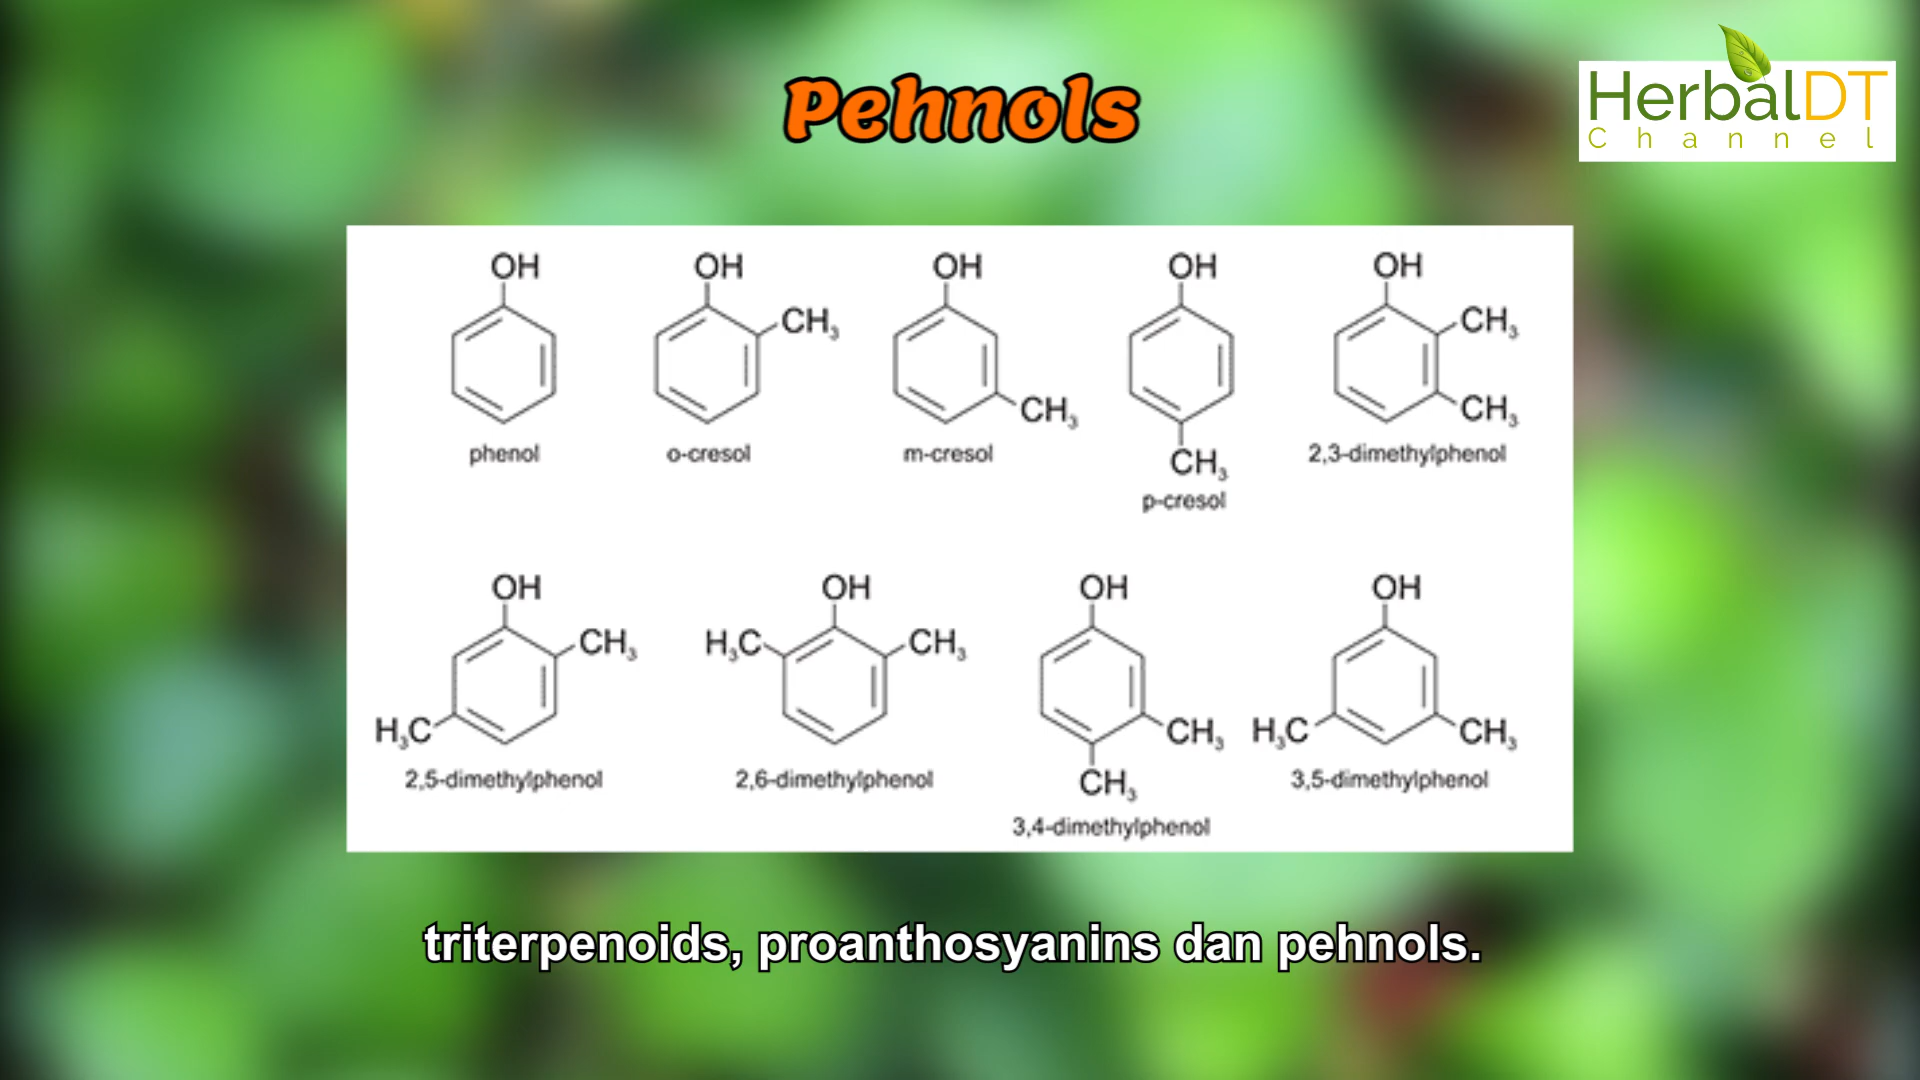 Pehnols
HerbalDT
Channel
OH
OH
OH
OH
OH
CH₃
CH₃
CH₃
CH₃
CH₃
phenol
o-cresol
m-cresol
p-cresol
2,3-dimethylphenol
OH
OH
OH
OH
CH₃
H₃C
CH₃
H₃C
CH₃
CH₃
H₃C
CH₃
2,5-dimethylphenol
2,6-dimethylphenol
3,4-dimethylphenol
3,5-dimethylphenol
triterpenoids, proanthosyanins dan pehnols.